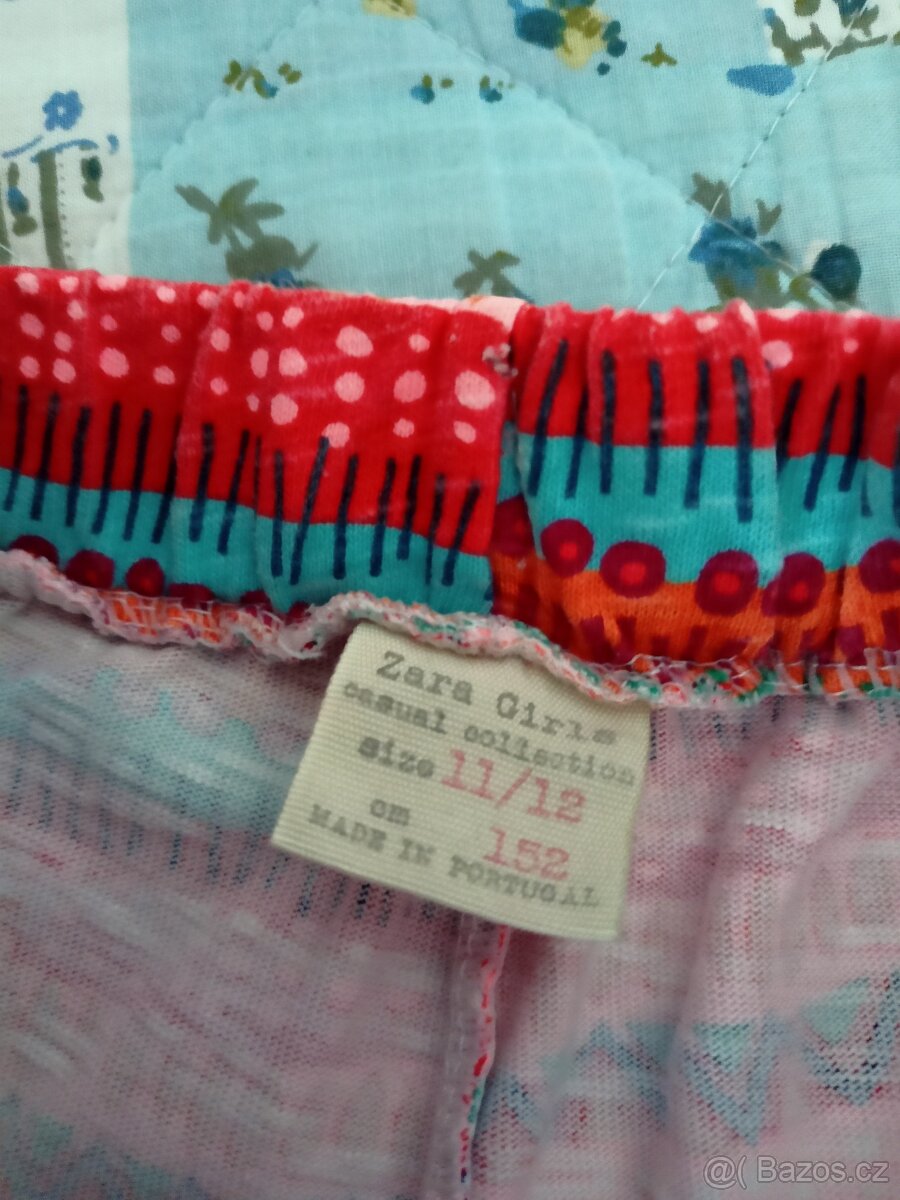 Zara Girls
casual collection
size 11/12
cm 152
MADE IN PORTUGAL
@( Bazos.cz